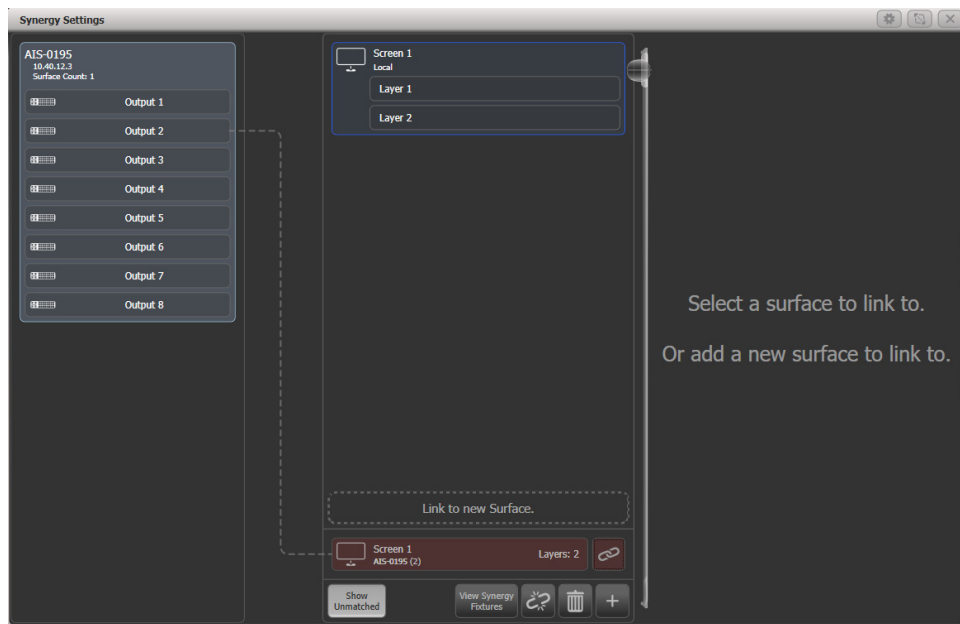 Synergy Settings
AIS-0195
10.40.12.3
Surface Count: 1
Output 1
Output 2
Output 3
Output 4
Output 5
Output 6
Output 7
Output 8
Screen 1
Local
Layer 1
Layer 2
Link to new Surface.
Screen 1
AIS-0195 (2)
Layers: 2
Show
Unmatched
View Synergy
Fixtures
+
Select a surface to link to.
Or add a new surface to link to.